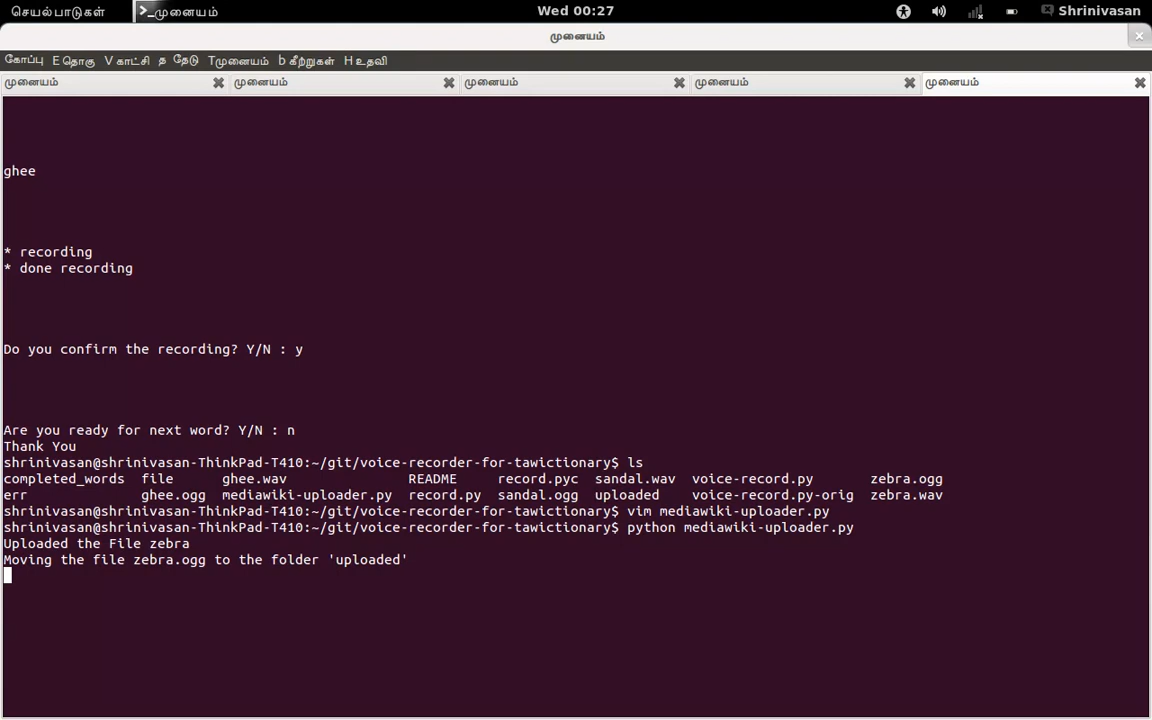 செயல்பாடுகள் >_ முனையம் Wed 00:27 Shrinivasan
முனையம்
கோப்பு E தொகு V காட்சி த தேடு Tமுனையம் b கீற்றுகள் H உதவி
முனையம் முனையம் முனையம் முனையம் முனையம்
ghee
* recording
* done recording
Do you confirm the recording? Y/N : y
Are you ready for next word? Y/N : n
Thank You
shrinivasan@shrinivasan-ThinkPad-T410:~/git/voice-recorder-for-tawictionary$ ls
completed_words file ghee.wav README record.pyc sandal.wav voice-record.py zebra.ogg
err ghee.ogg mediawiki-uploader.py record.py sandal.ogg uploaded voice-record.py-orig zebra.wav
shrinivasan@shrinivasan-ThinkPad-T410:~/git/voice-recorder-for-tawictionary$ vim mediawiki-uploader.py
shrinivasan@shrinivasan-ThinkPad-T410:~/git/voice-recorder-for-tawictionary$ python mediawiki-uploader.py
Uploaded the File zebra
Moving the file zebra.ogg to the folder 'uploaded'